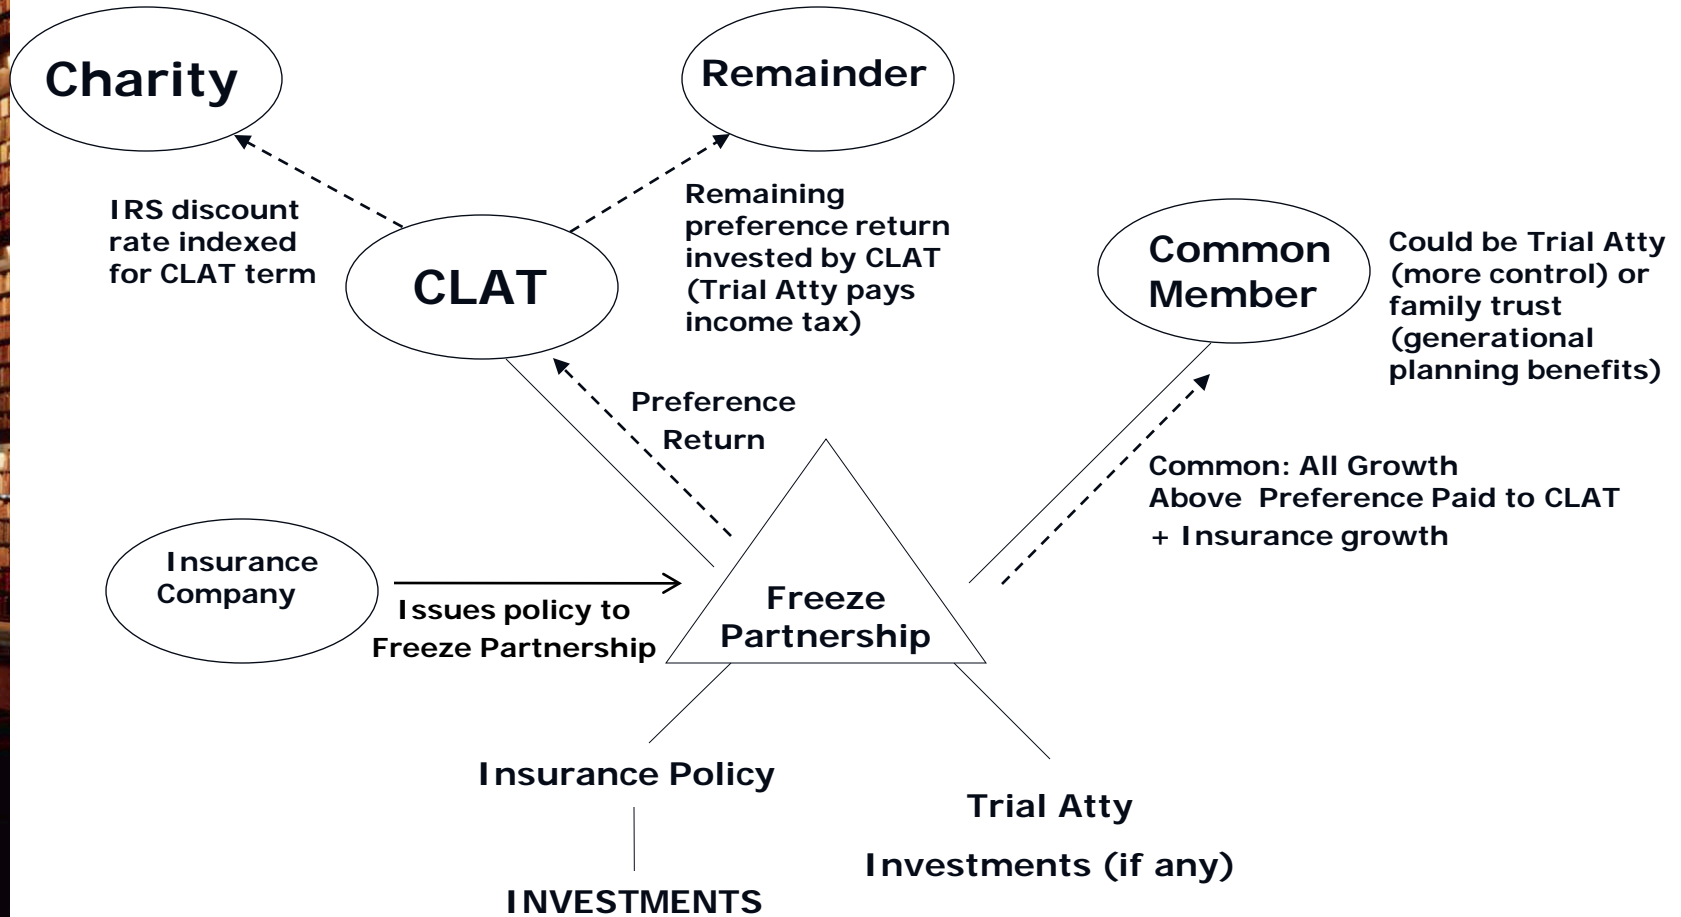 Charity
Remainder
IRS discount
rate indexed
for CLAT term
CLAT
Remaining
preference return
invested by CLAT
(Trial Atty pays
income tax)
Common
Member
Could be Trial Atty
(more control) or
family trust
(generational
planning benefits)
Preference
Return
Common: All Growth
Above  Preference Paid to CLAT
+ Insurance growth
Insurance
Company
Issues policy to
Freeze Partnership
Freeze
Partnership
Insurance Policy
INVESTMENTS
Trial Atty
Investments (if any)